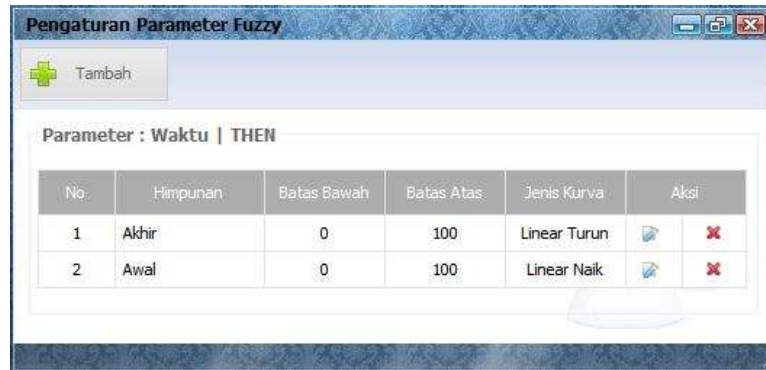 Pengaturan Parameter Fuzzy
Tambah
Parameter : Waktu | THEN
No Himpunan Batas Bawah Batas Atas Jenis Kurva Aksi
1 Akhir 0 100 Linear Turun
2 Awal 0 100 Linear Naik